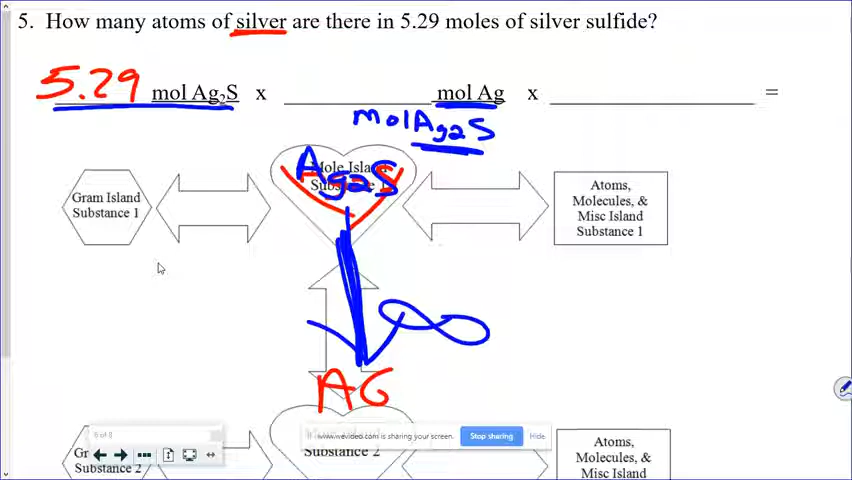 5. How many atoms of silver are there in 5.29 moles of silver sulfide?
5.29 mol Ag₂S x mol Ag x =
mol Ag2S
Mole Island
Substance 1
Ag2S
Gram Island
Substance 1
Atoms,
Molecules, &
Misc Island
Substance 1
AG
6 of 8
www.wevideo.com is sharing your screen. Stop sharing Hide
Substance 2
Substance 2
Atoms,
Molecules, &
Misc Island